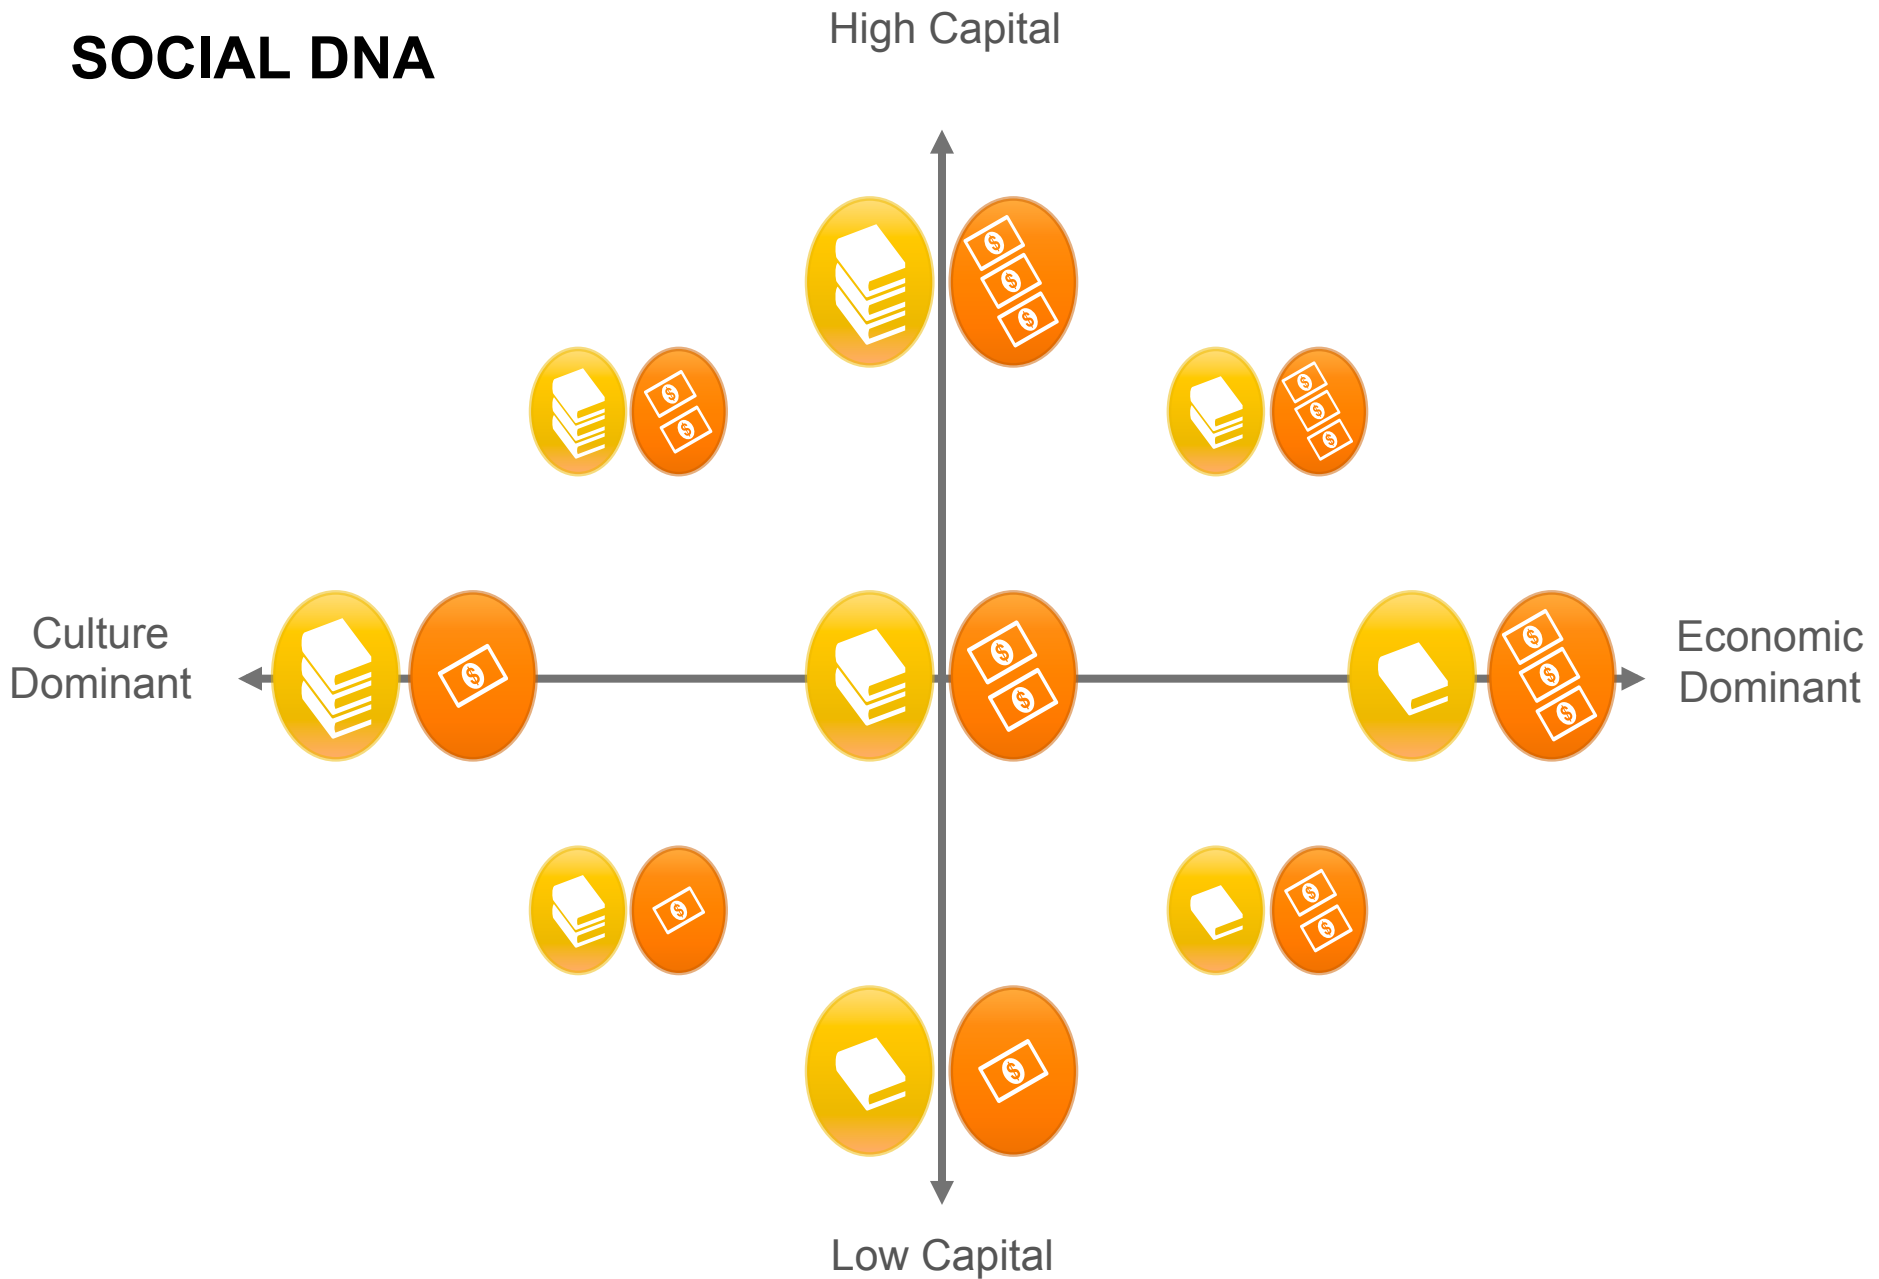 High Capital
SOCIAL DNA
Culture
Dominant
Economic
Dominant
Low Capital